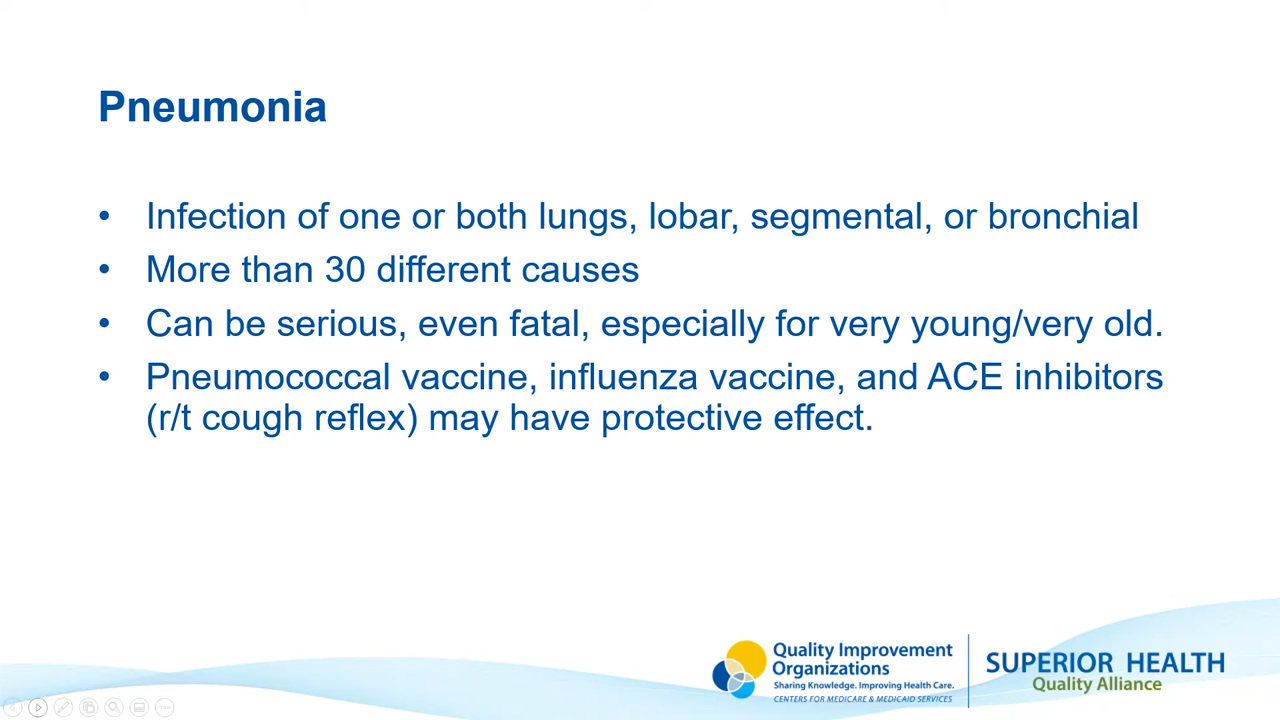 Pneumonia
• Infection of one or both lungs, lobar, segmental, or bronchial
• More than 30 different causes
• Can be serious, even fatal, especially for very young/very old.
• Pneumococcal vaccine, influenza vaccine, and ACE inhibitors
(r/t cough reflex) may have protective effect.
Quality Improvement
Organizations
Sharing Knowledge. Improving Health Care.
CENTERS FOR MEDICARE & MEDICAID SERVICES
SUPERIOR HEALTH
Quality Alliance